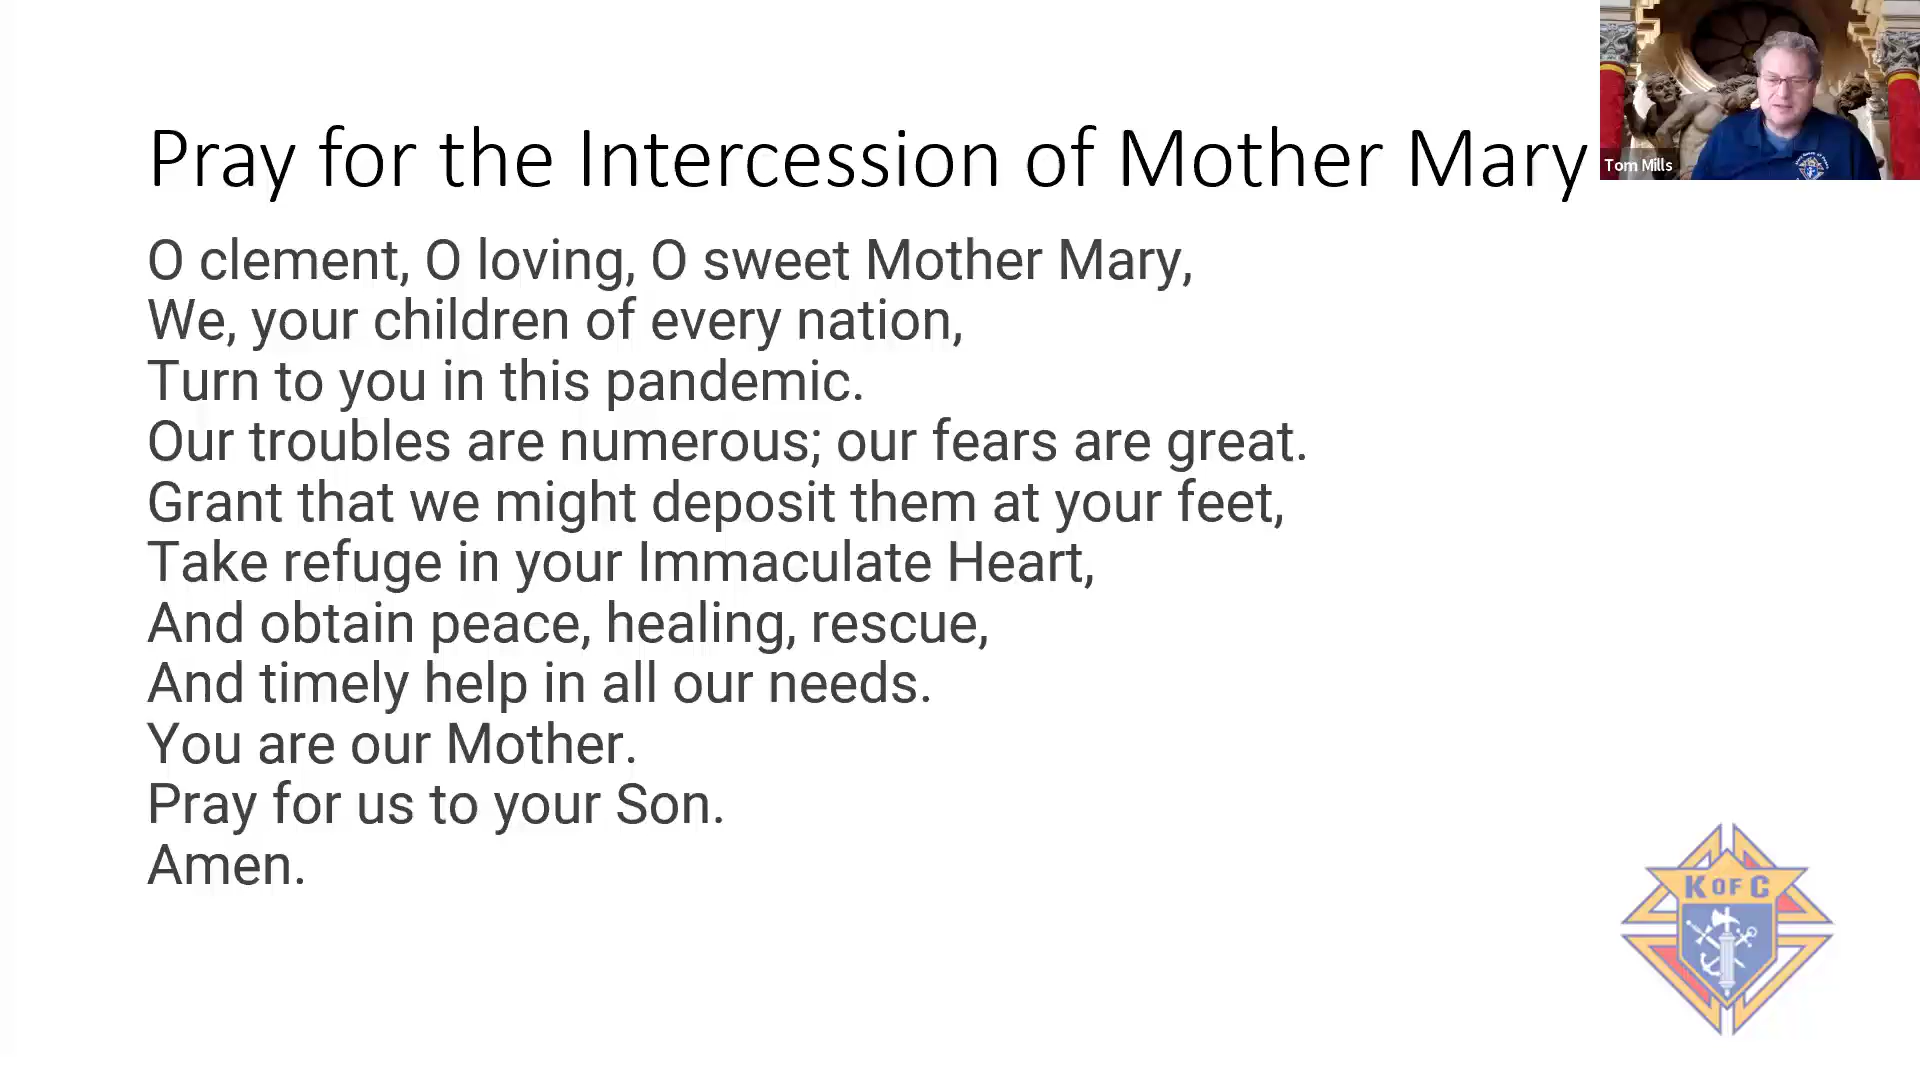 Pray for the Intercession of Mother Mary
Tom Mills
O clement, O loving, O sweet Mother Mary,
We, your children of every nation,
Turn to you in this pandemic.
Our troubles are numerous; our fears are great.
Grant that we might deposit them at your feet,
Take refuge in your Immaculate Heart,
And obtain peace, healing, rescue,
And timely help in all our needs.
You are our Mother.
Pray for us to your Son.
Amen.
K OF C